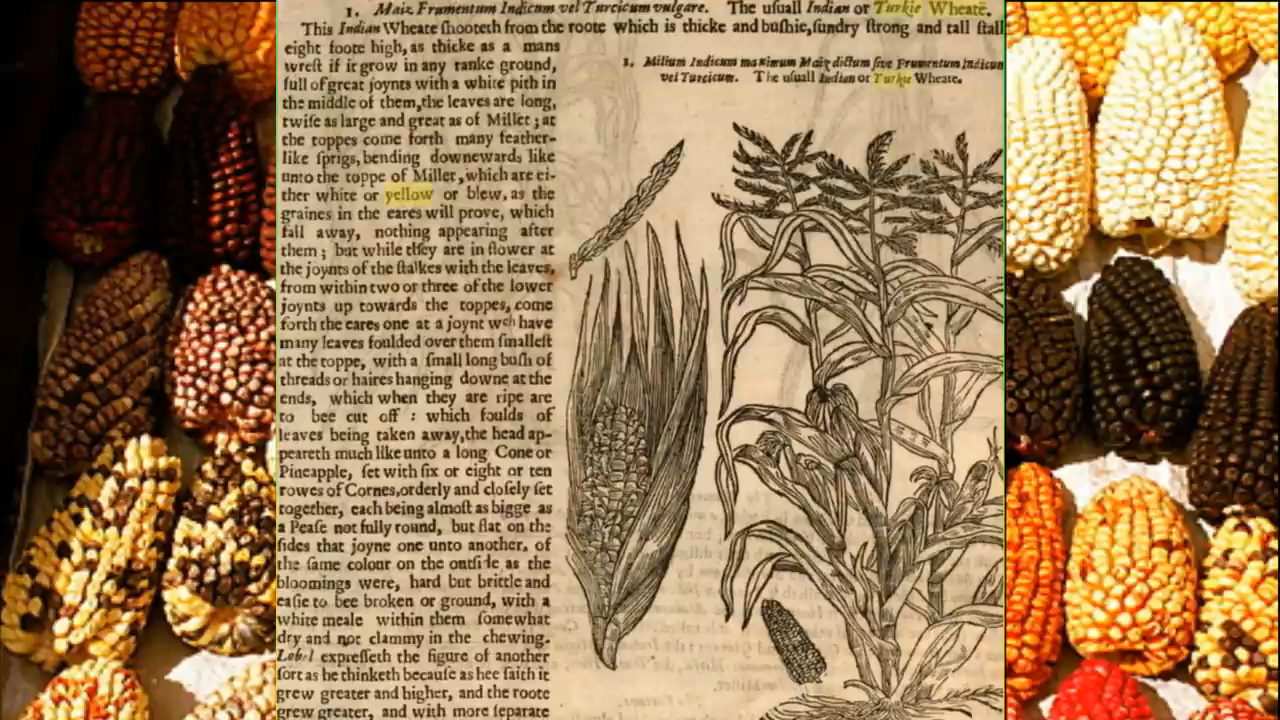 1. Maiz Frumentum Indicum vel Turcicum vulgare. The usuall Indian or Turkie Wheate.
This Indian Wheate ſhooteth from the roote which is thicke and buſhie, ſundry ſtrong and tall ſtall
eight foote high, as thicke as a mans
wreſt if it grow in any ranke ground,
full of great joynts with a white pith in
the middle of them, the leaves are long,
twiſe as large and great as of Millet; at
the toppes come forth many feather-
like ſprigs, bending downewards like
unto the toppe of Millet, which are ei-
ther white or yellow or blew, as the
graines in the eares will prove, which
fall away, nothing appearing after
them; but while they are in flower at
the joynts of the ſtalkes with the leaves,
from within two or three of the lower
joynts up towards the toppes, come
forth the eares one at a joynt wch have
many leaves foulded over them ſmalleſt
at the toppe, with a ſmall long buſh of
threads or haires hanging downe at the
ends, which when they are ripe are
to bee cut off : which foulds of
leaves being taken away, the head ap-
peareth much like unto a long Cone or
Pineapple, ſet with ſix or eight or ten
rowes of Cornes, orderly and cloſely ſet
together, each being almoſt as bigge as
a Peaſe not fully round, but flat on the
ſides that joyne one unto another, of
the ſame colour on the outſide as the
bloomings were, hard but brittle and
eaſie to bee broken or ground, with a
white meale within them ſomewhat
dry and not clammy in the chewing.
Lobel expreſſeth the figure of another
ſort as he thinketh becauſe as hee ſaith it
grew greater and higher, and the roote
grew greater, and with more ſeparate
1. Milium Indicum maximum Maiz dictum ſive Frumentum Indicum
vel Turcicum. The uſuall Indian or Turkie Wheate.